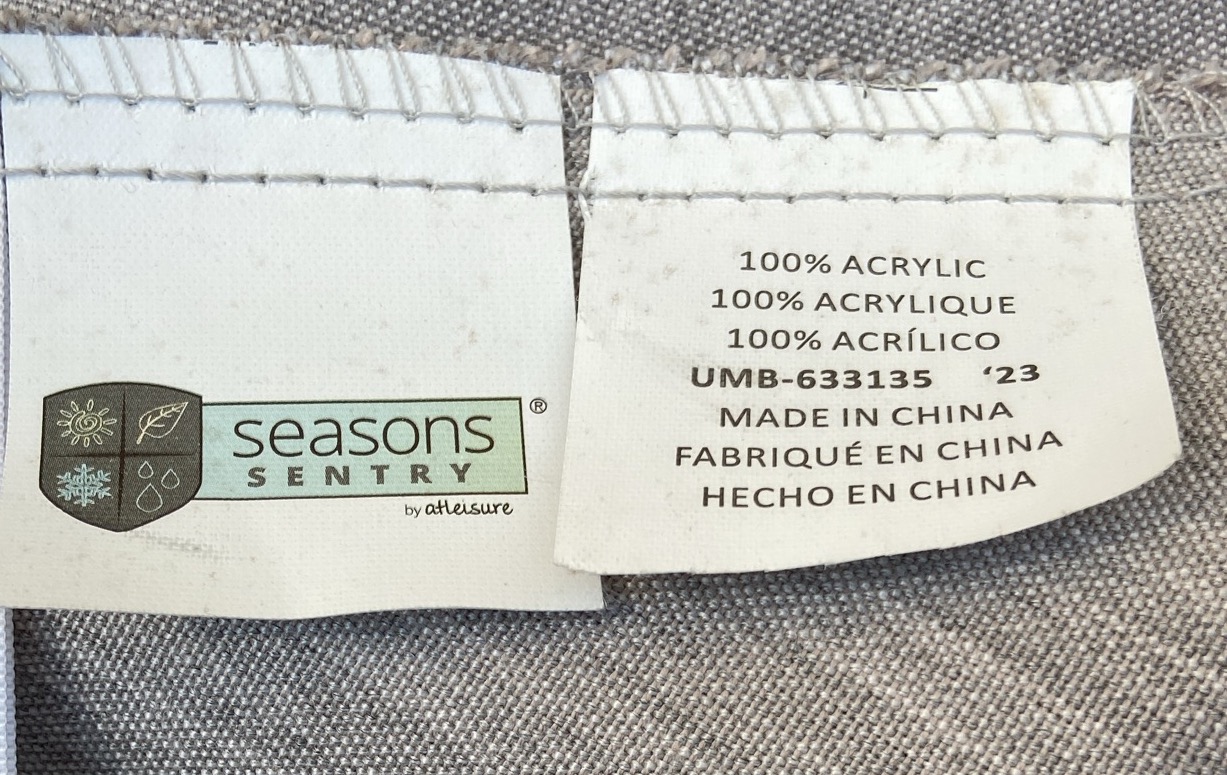 seasons ®
SENTRY
by atleisure
100% ACRYLIC
100% ACRYLIQUE
100% ACRÍLICO
UMB-633135 ‘23
MADE IN CHINA
FABRIQUÉ EN CHINA
HECHO EN CHINA